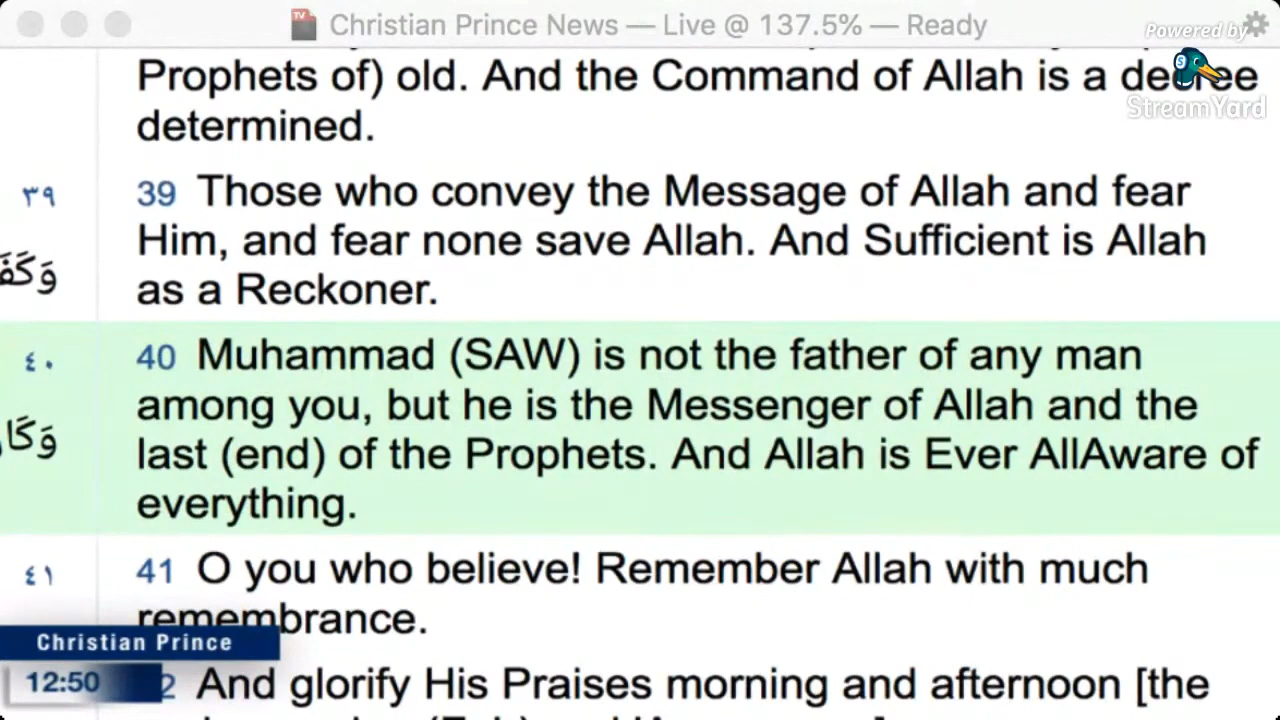 Christian Prince News — Live @ 137.5% — Ready
Powered by
StreamYard
Prophets of) old. And the Command of Allah is a decree
determined.
٣٩
39 Those who convey the Message of Allah and fear
Him, and fear none save Allah. And Sufficient is Allah
as a Reckoner.
٤٠
40 Muhammad (SAW) is not the father of any man
among you, but he is the Messenger of Allah and the
last (end) of the Prophets. And Allah is Ever AllAware of
everything.
٤١
41 O you who believe! Remember Allah with much
remembrance.
Christian Prince
12:50
2 And glorify His Praises morning and afternoon [the